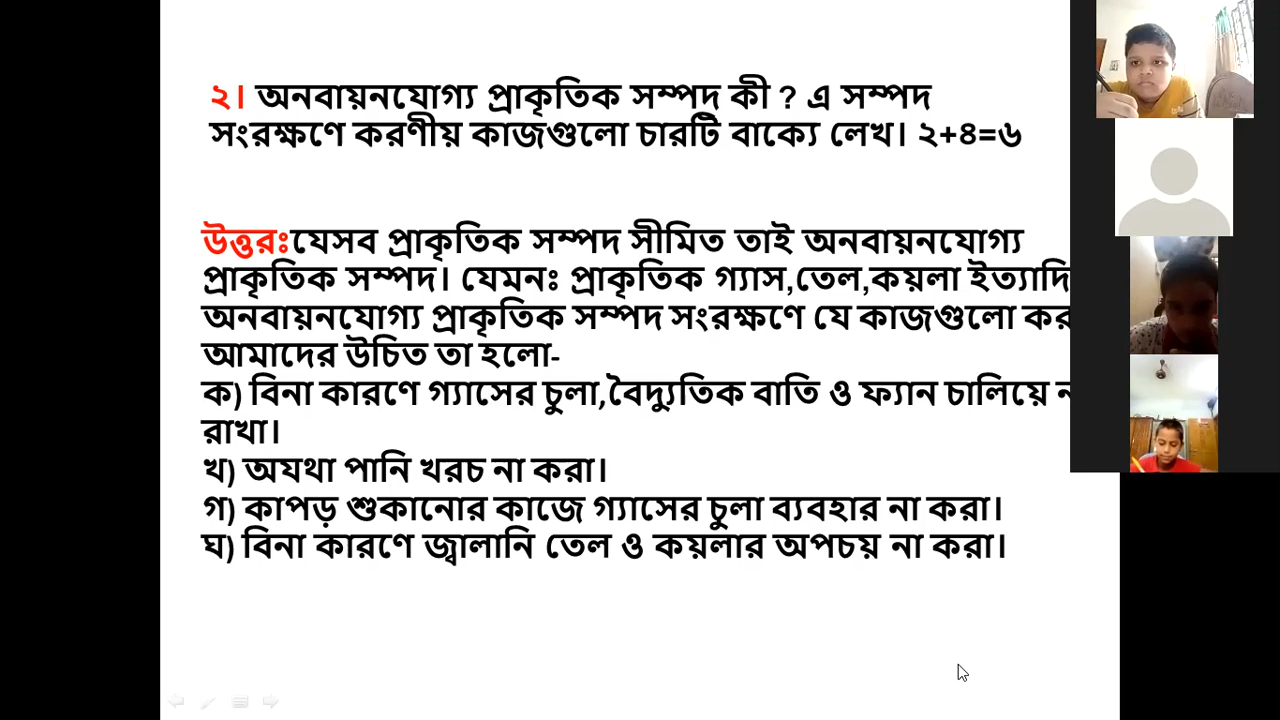 ২। অনবায়নযোগ্য প্রাকৃতিক সম্পদ কী ? এ সম্পদ
সংরক্ষণে করণীয় কাজগুলো চারটি বাক্যে লেখ। ২+৪=৬
উত্তরঃযেসব প্রাকৃতিক সম্পদ সীমিত তাই অনবায়নযোগ্য
প্রাকৃতিক সম্পদ। যেমনঃ প্রাকৃতিক গ্যাস,তেল,কয়লা ইত্যাদি
অনবায়নযোগ্য প্রাকৃতিক সম্পদ সংরক্ষণে যে কাজগুলো কর
আমাদের উচিত তা হলো-
ক) বিনা কারণে গ্যাসের চুলা,বৈদ্যুতিক বাতি ও ফ্যান চালিয়ে ন
রাখা।
খ) অযথা পানি খরচ না করা।
গ) কাপড় শুকানোর কাজে গ্যাসের চুলা ব্যবহার না করা।
ঘ) বিনা কারণে জ্বালানি তেল ও কয়লার অপচয় না করা।